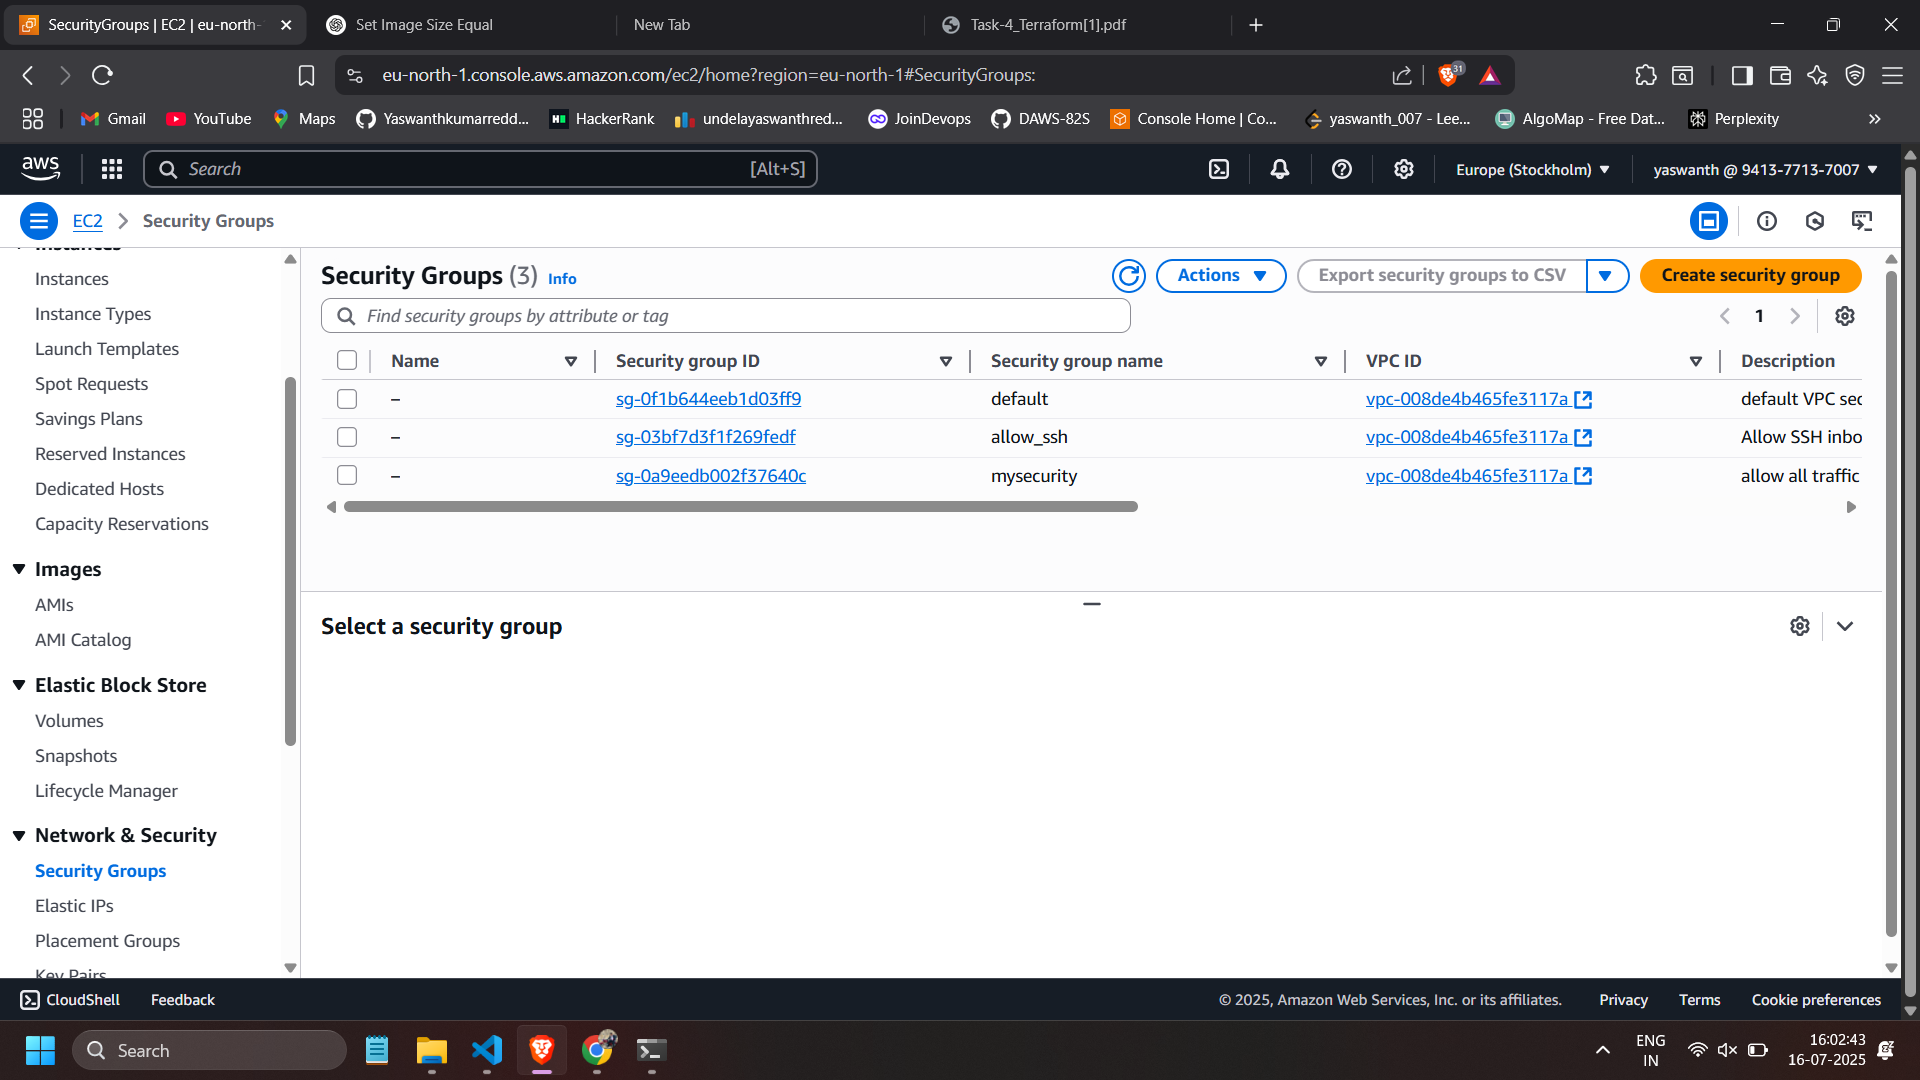 SecurityGroups | EC2 | eu-north-
Set Image Size Equal
New Tab
Task-4_Terraform[1].pdf
eu-north-1.console.aws.amazon.com/ec2/home?region=eu-north-1#SecurityGroups:
31
Gmail
YouTube
Maps
Yaswanthkumarredd...
HackerRank
undelayaswanthred...
JoinDevops
DAWS-82S
Console Home | Co...
yaswanth_007 - Lee...
AlgoMap - Free Dat...
Perplexity
aws
Search
[Alt+S]
Europe (Stockholm)
yaswanth @ 9413-7713-7007
EC2
Security Groups
Instances
Instances
Instance Types
Launch Templates
Spot Requests
Savings Plans
Reserved Instances
Dedicated Hosts
Capacity Reservations
Images
AMIs
AMI Catalog
Elastic Block Store
Volumes
Snapshots
Lifecycle Manager
Network & Security
Security Groups
Elastic IPs
Placement Groups
Key Pairs
Security Groups (3) Info
Actions
Export security groups to CSV
Create security group
Find security groups by attribute or tag
1
Name Security group ID Security group name VPC ID Description
– sg-0f1b644eeb1d03ff9 default vpc-008de4b465fe3117a default VPC sec
– sg-03bf7d3f1f269fedf allow_ssh vpc-008de4b465fe3117a Allow SSH inbo
– sg-0a9eedb002f37640c mysecurity vpc-008de4b465fe3117a allow all traffic
Select a security group
CloudShell
Feedback
© 2025, Amazon Web Services, Inc. or its affiliates.
Privacy
Terms
Cookie preferences
Search
ENG
IN
16:02:43
16-07-2025